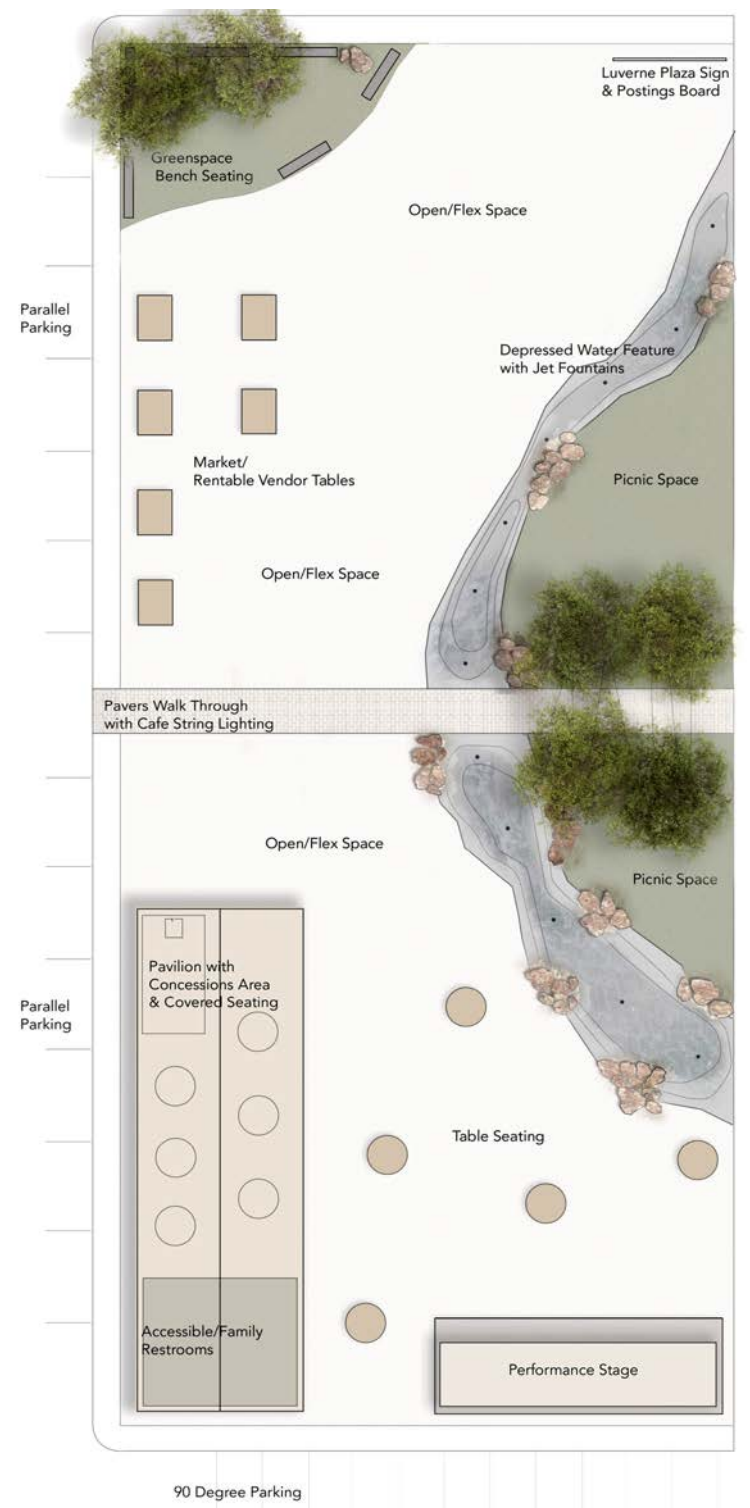 Luverne Plaza Sign
& Postings Board
Greenspace
Bench Seating
Open/Flex Space
Parallel
Parking
Depressed Water Feature
with Jet Fountains
Market/
Rentable Vendor Tables
Picnic Space
Open/Flex Space
Pavers Walk Through
with Cafe String Lighting
Open/Flex Space
Picnic Space
Pavilion with
Concessions Area
& Covered Seating
Parallel
Parking
Table Seating
Accessible/Family
Restrooms
Performance Stage
90 Degree Parking